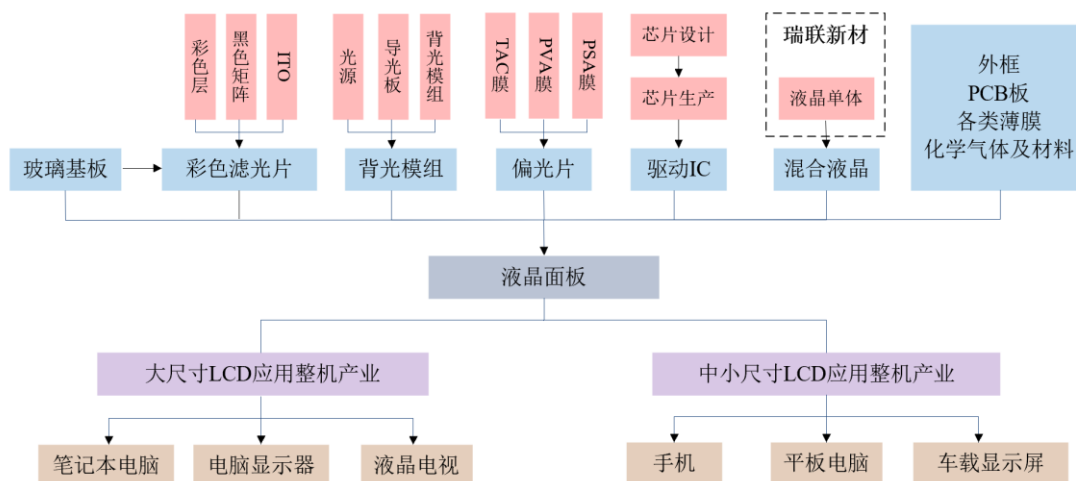 彩色层
黑色矩阵
ITO
光源
导光板
背光模组
TAC膜
PVA膜
PSA膜
芯片设计
芯片生产
瑞联新材
液晶单体
外框
PCB板
各类薄膜
化学气体及材料
玻璃基板
彩色滤光片
背光模组
偏光片
驱动IC
混合液晶
液晶面板
大尺寸LCD应用整机产业
中小尺寸LCD应用整机产业
笔记本电脑
电脑显示器
液晶电视
手机
平板电脑
车载显示屏